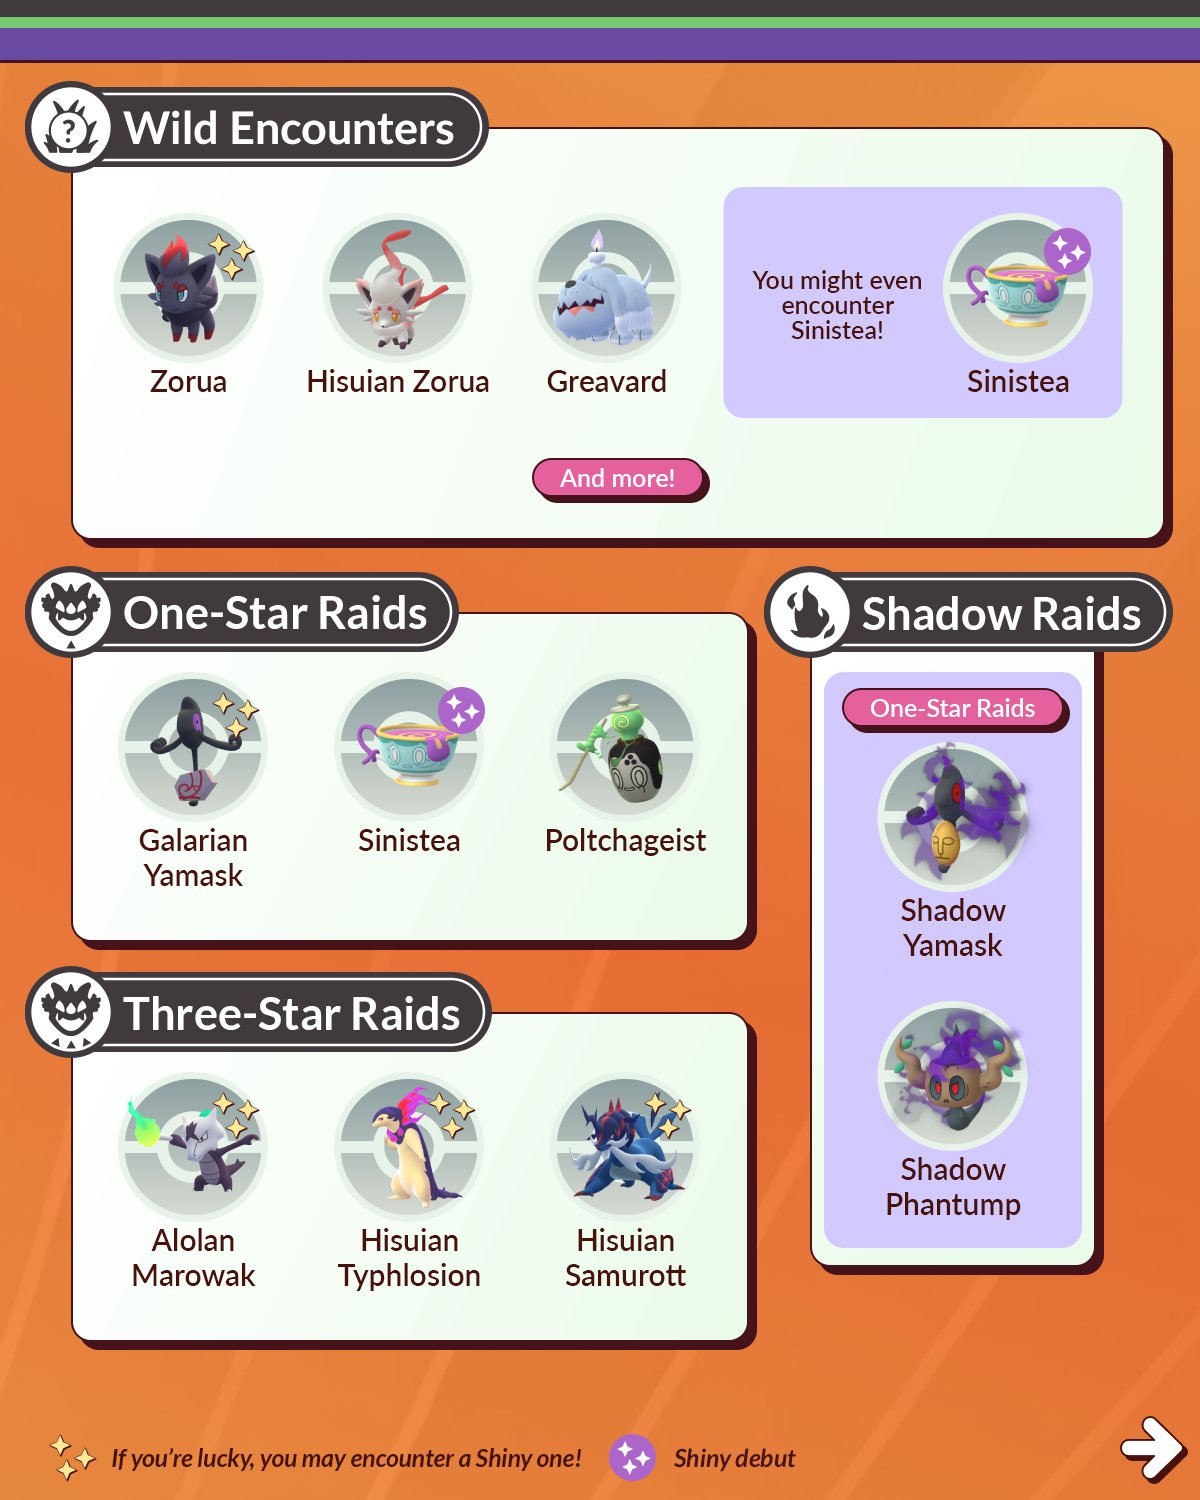 Wild Encounters
Zorua
Hisuian Zorua
Greavard
You might even
encounter
Sinistea!
Sinistea
And more!
One-Star Raids
Galarian
Yamask
Sinistea
Poltchageist
Three-Star Raids
Alolan
Marowak
Hisuian
Typhlosion
Hisuian
Samurott
Shadow Raids
One-Star Raids
Shadow
Yamask
Shadow
Phantump
If you're lucky, you may encounter a Shiny one!
Shiny debut